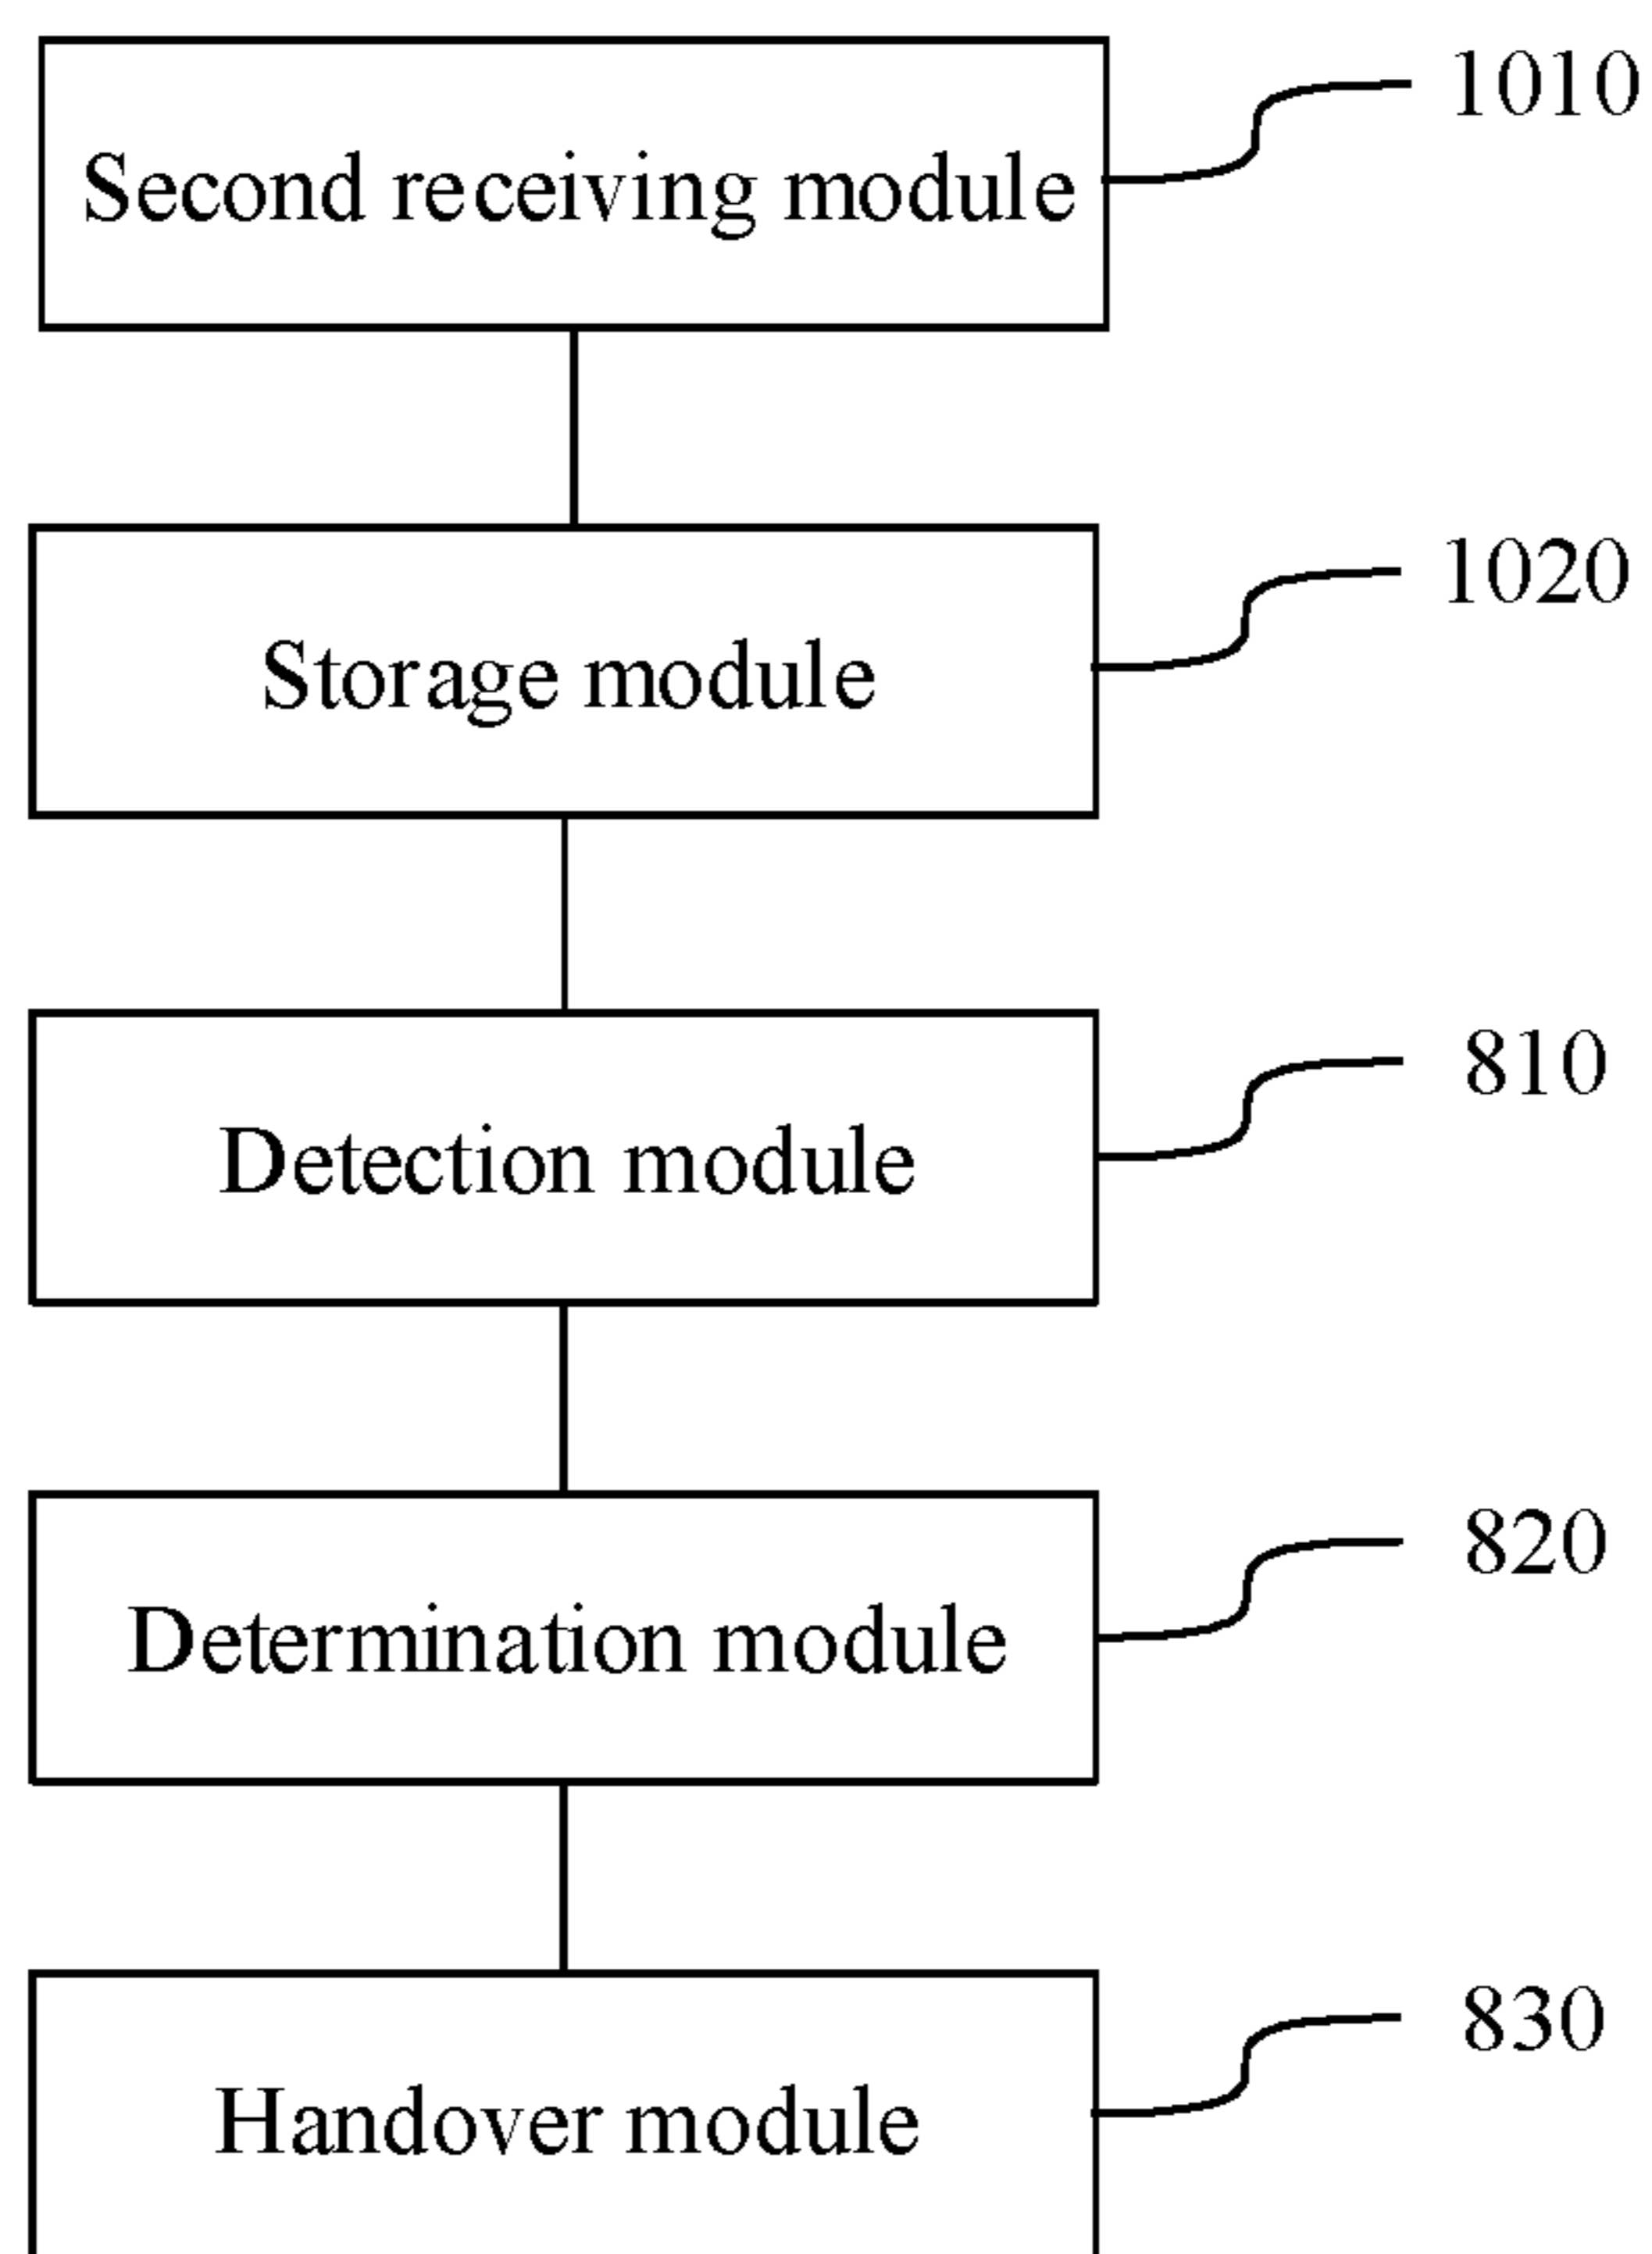 Second receiving module
1010
Storage module
1020
Detection module
810
Determination module
820
Handover module
830